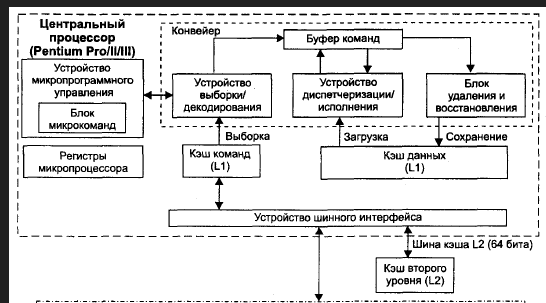 Центральный
процессор
(Pentium Pro/II/III)
Конвейер
Буфер команд
Устройство
микропрограммного
управления
Блок
микрокоманд
Устройство
выборки/
декодирования
Устройство
диспетчеризации/
исполнения
Блок
удаления и
восстановления
Выборка
Загрузка
Сохранение
Регистры
микропроцессора
Кэш команд
(L1)
Кэш данных
(L1)
Устройство шинного интерфейса
Шина кэша L2 (64 бита)
Кэш второго
уровня (L2)